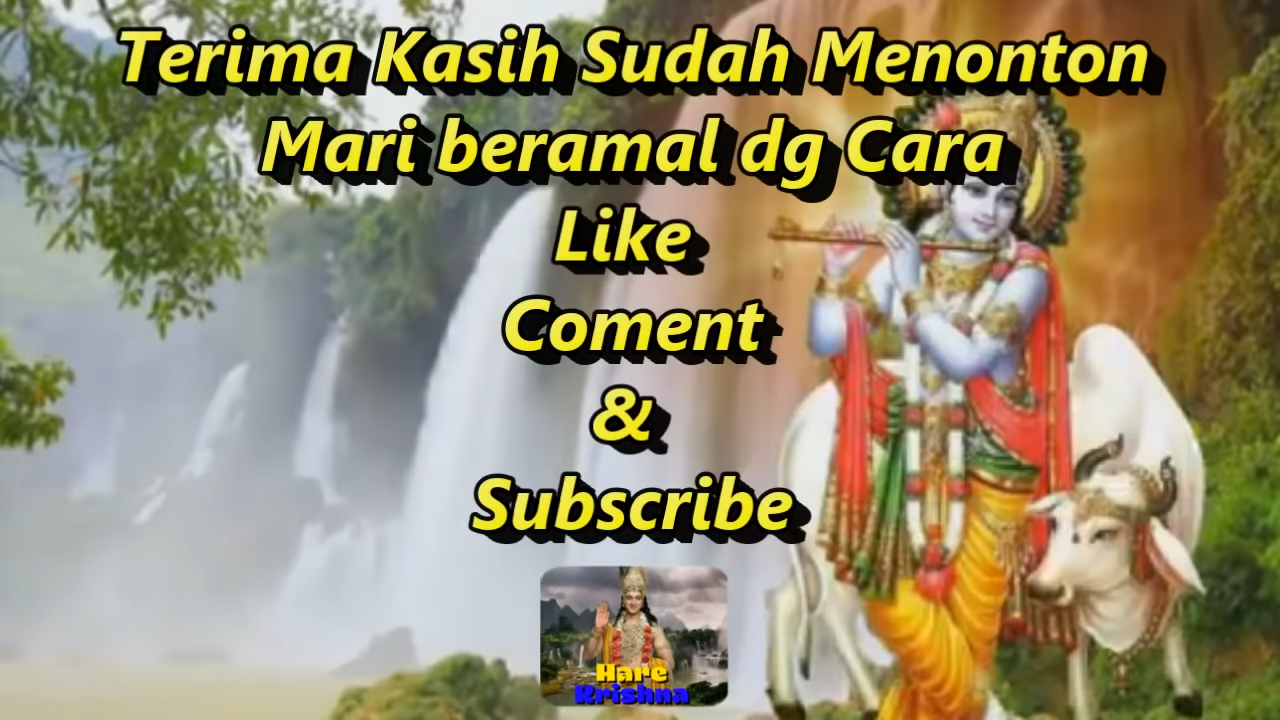 Terima Kasih Sudah Menonton
Mari beramal dg Cara
Like
Coment
&
Subscribe
Hare
Krishna